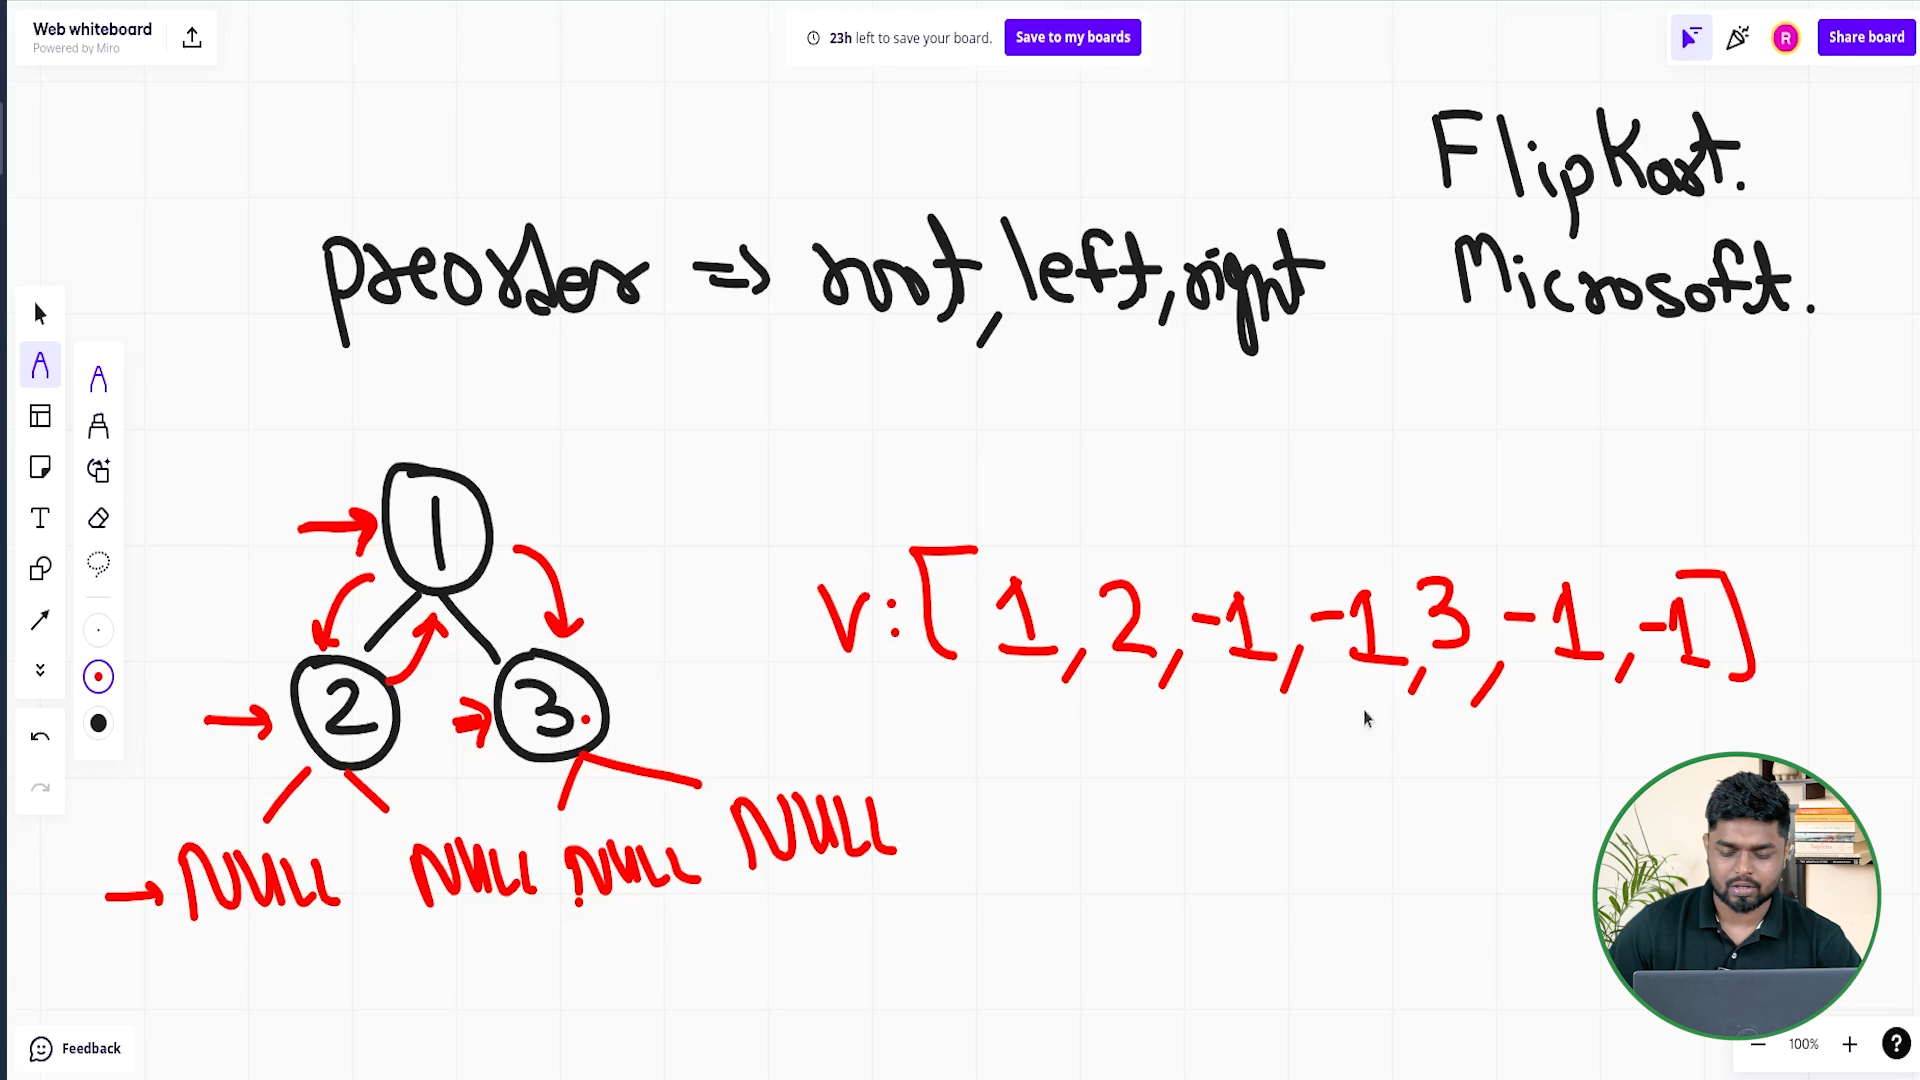 Web whiteboard
Powered by Miro
23h left to save your board.
Save to my boards
R
Share board
Flipkart.
Microsoft.
preorder => root, left, right
1
2
3
v: [1, 2, -1, -1, 3, -1, -1]
NULL NULL NULL NULL
T
Feedback
100%
?